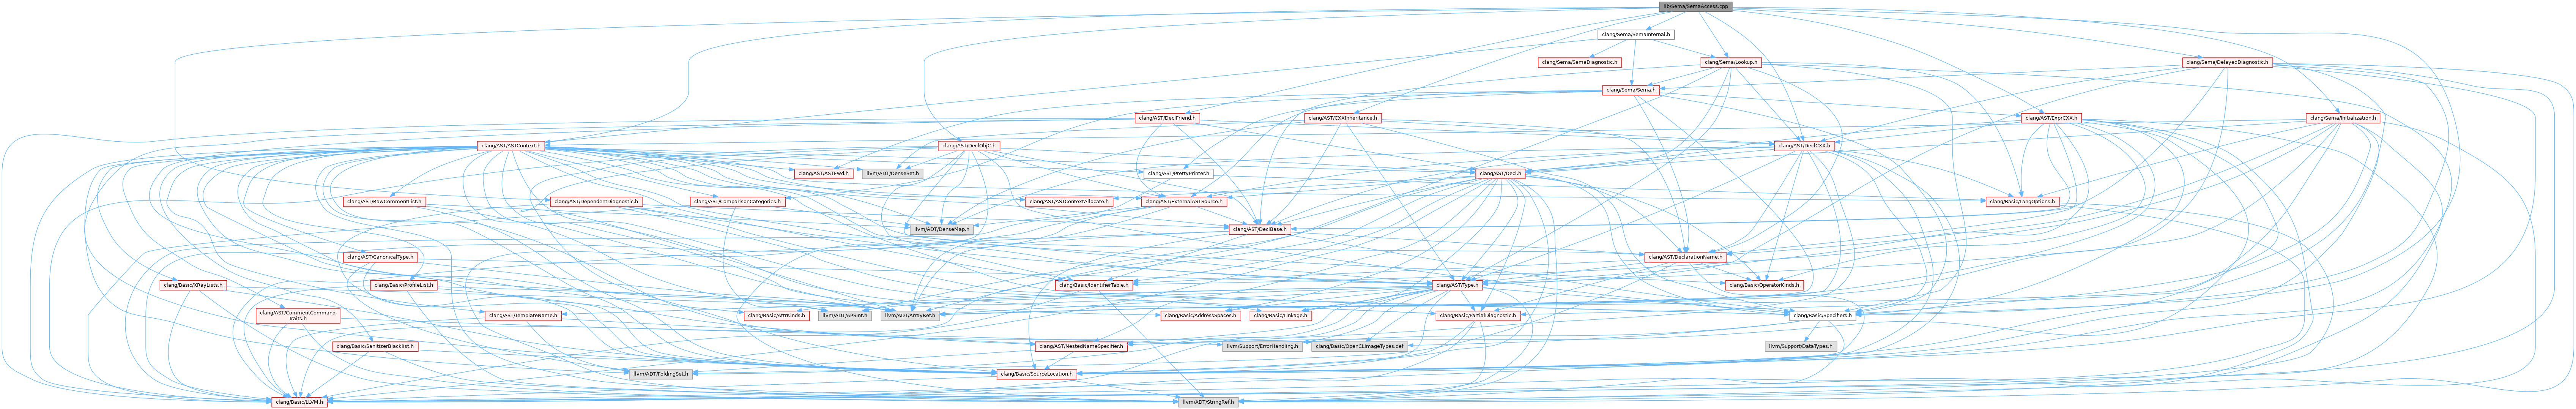 lib/Sema/SemaAccess.cpp
clang/Sema/SemaInternal.h
clang/Sema/SemaDiagnostic.h
clang/Sema/Lookup.h
clang/Sema/DelayedDiagnostic.h
clang/Sema/Sema.h
clang/AST/DeclFriend.h
clang/AST/CXXInheritance.h
clang/AST/ExprCXX.h
clang/Sema/Initialization.h
clang/AST/ASTContext.h
clang/AST/DeclObjC.h
clang/AST/DeclCXX.h
clang/AST/ASTFwd.h
llvm/ADT/DenseSet.h
clang/AST/PrettyPrinter.h
clang/AST/Decl.h
clang/AST/RawCommentList.h
clang/AST/DependentDiagnostic.h
clang/AST/ComparisonCategories.h
clang/AST/ASTContextAllocate.h
clang/AST/ExternalASTSource.h
clang/Basic/LangOptions.h
llvm/ADT/DenseMap.h
clang/AST/DeclBase.h
clang/AST/CanonicalType.h
clang/AST/DeclarationName.h
clang/Basic/XRayLists.h
clang/Basic/ProfileList.h
clang/Basic/IdentifierTable.h
clang/AST/Type.h
clang/Basic/OperatorKinds.h
clang/AST/CommentCommand
Traits.h
clang/AST/TemplateName.h
clang/Basic/AttrKinds.h
llvm/ADT/APSInt.h
llvm/ADT/ArrayRef.h
clang/Basic/AddressSpaces.h
clang/Basic/Linkage.h
clang/Basic/PartialDiagnostic.h
clang/Basic/Specifiers.h
clang/Basic/SanitizerBlacklist.h
clang/AST/NestedNameSpecifier.h
llvm/Support/ErrorHandling.h
clang/Basic/OpenCLImageTypes.def
llvm/Support/DataTypes.h
llvm/ADT/FoldingSet.h
clang/Basic/SourceLocation.h
clang/Basic/LLVM.h
llvm/ADT/StringRef.h